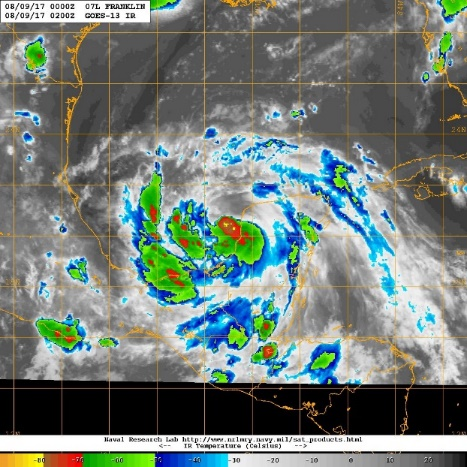 08/09/17 0000Z 07L FRANKLIN
08/09/17 0200Z GOES-13 IR
24N
Naval Research Lab http://www.nrlmry.navy.mil/sat_products.html
<-- IR Temperature (Celsius) -->
-80 -70 -60 -50 -40 -30 -20 -10 0 10 20